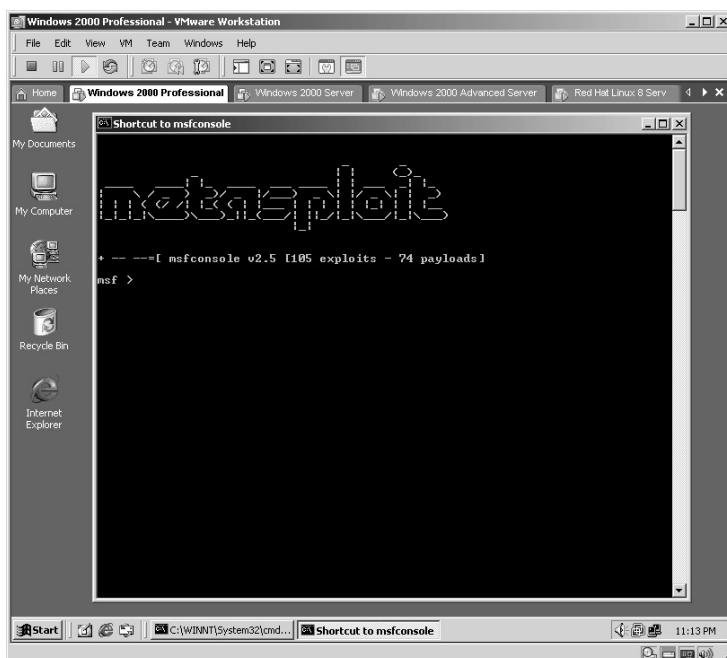 Windows 2000 Professional - VMware Workstation
File Edit View VM Team Windows Help
Home Windows 2000 Professional Windows 2000 Server Windows 2000 Advanced Server Red Hat Linux 8 Serv
My Documents
My Computer
My Network Places
Recycle Bin
Internet Explorer
Shortcut to msfconsole
metasploit
+ -- --=[ msfconsole v2.5 [105 exploits - 74 payloads]
msf >
Start C:\WINNT\System32\cmd... Shortcut to msfconsole 11:13 PM